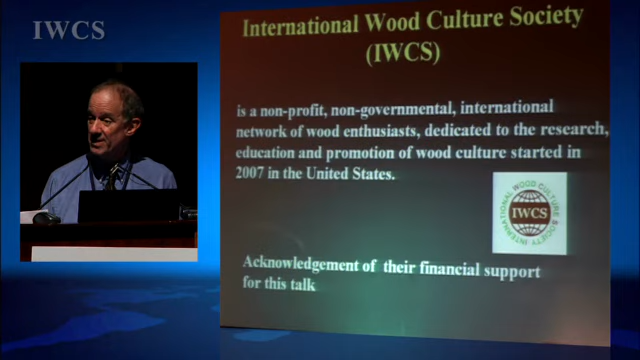 IWCS
International Wood Culture Society
(IWCS)
is a non-profit, non-governmental, international
network of wood enthusiasts, dedicated to the research,
education and promotion of wood culture started in
2007 in the United States.
INTERNATIONAL WOOD CULTURE SOCIETY
IWCS
Acknowledgement of their financial support
for this talk